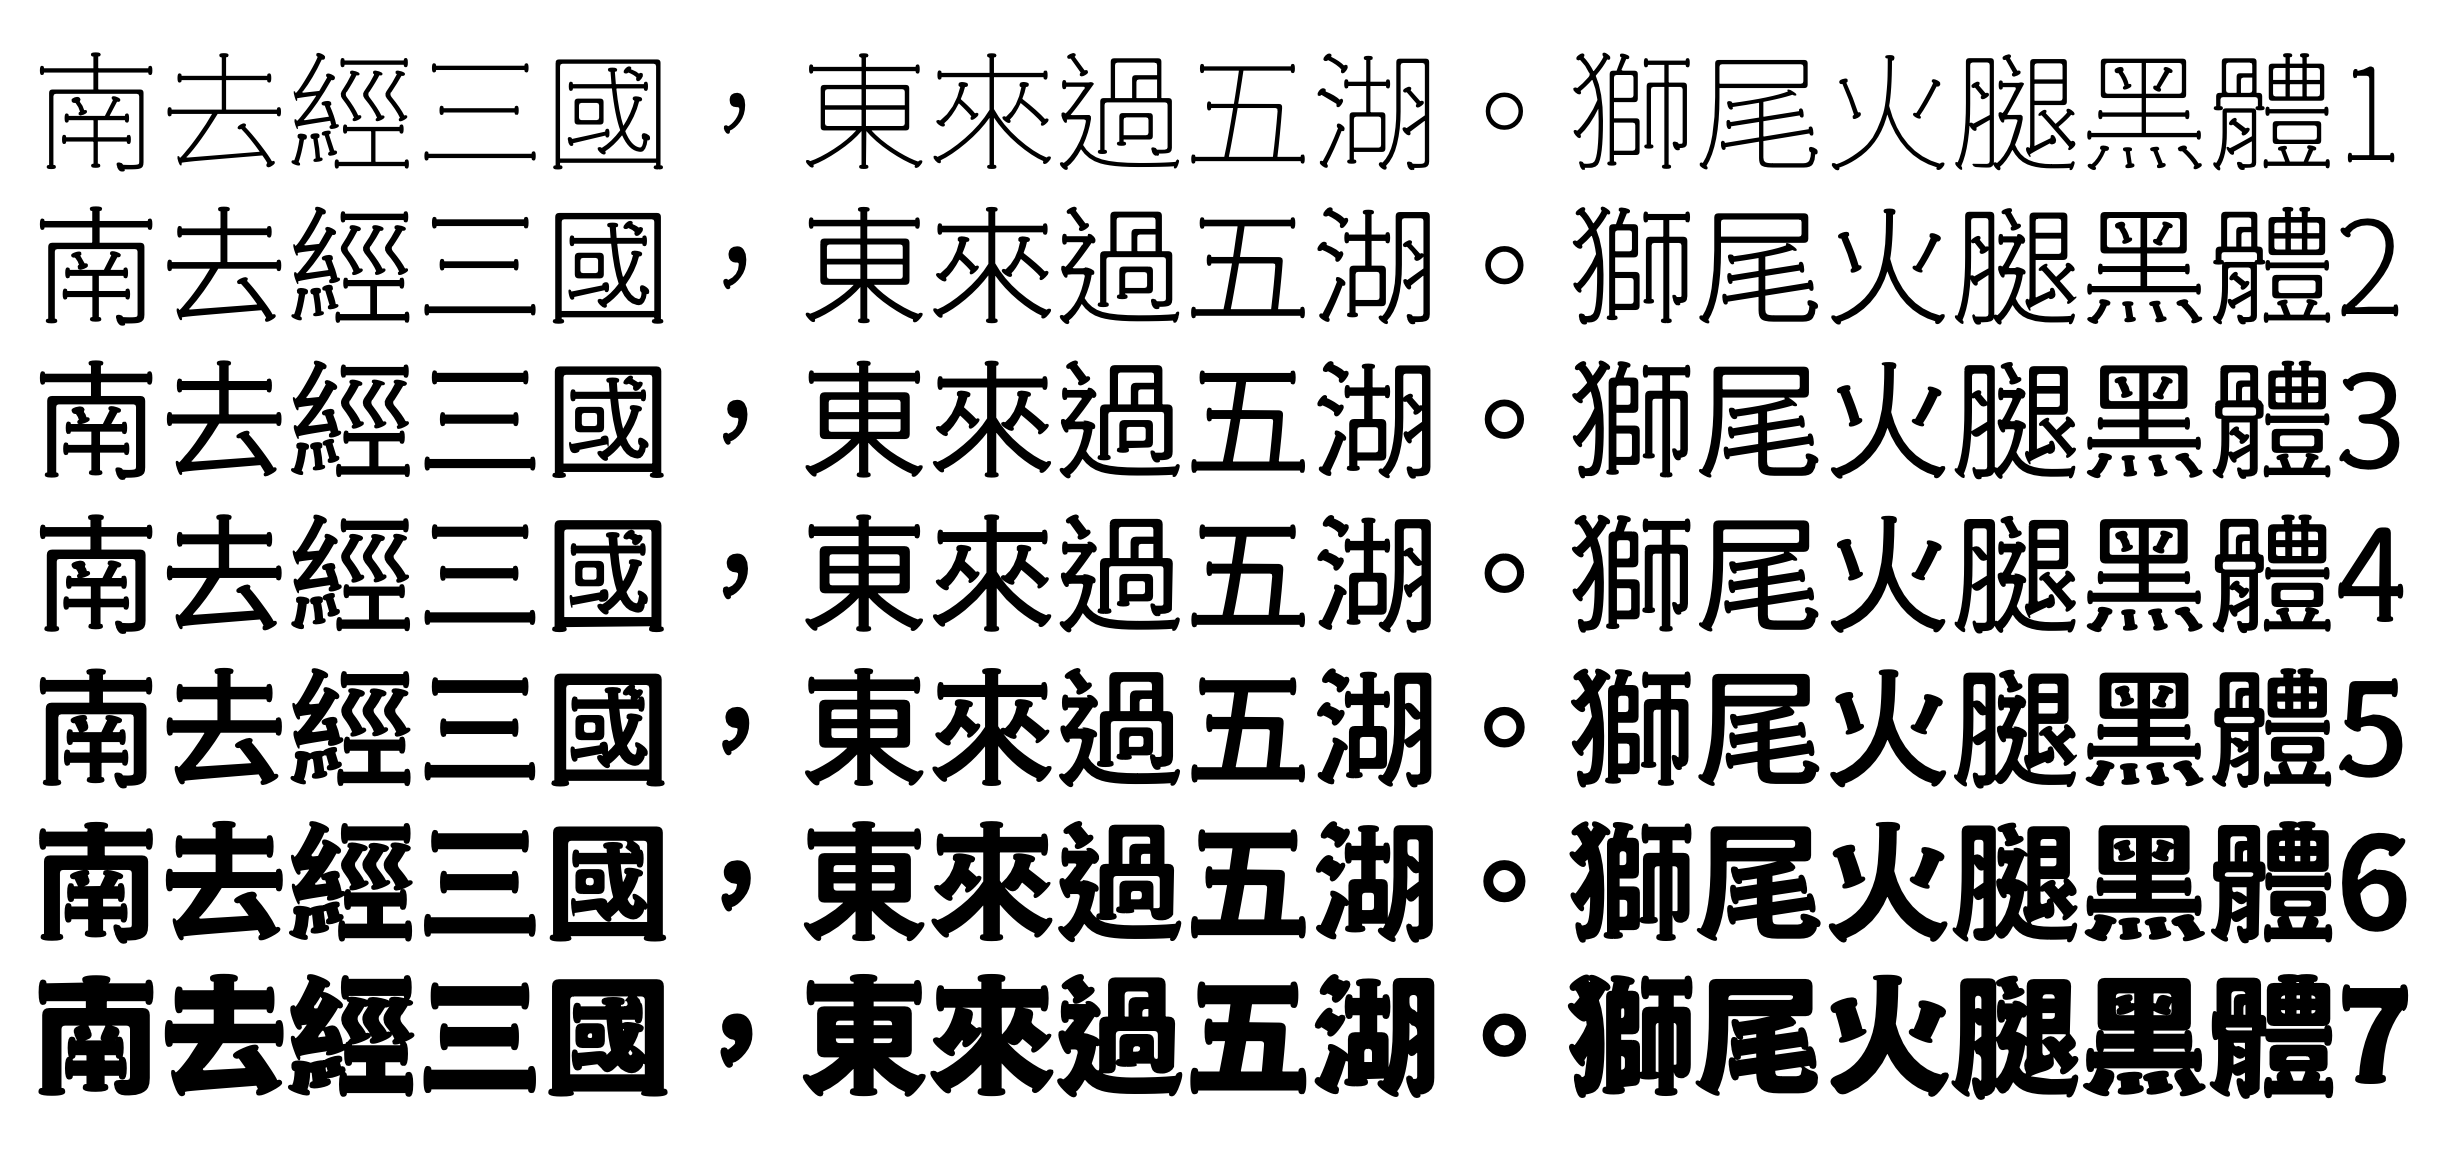 南去經三國，東來過五湖。獅尾火腿黑體1
南去經三國，東來過五湖。獅尾火腿黑體2
南去經三國，東來過五湖。獅尾火腿黑體3
南去經三國，東來過五湖。獅尾火腿黑體4
南去經三國，東來過五湖。獅尾火腿黑體5
南去經三國，東來過五湖。獅尾火腿黑體6
南去經三國，東來過五湖。獅尾火腿黑體7